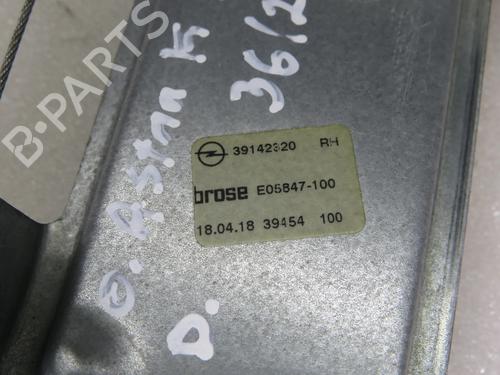 B-PARTS
O. Astra K
36/2
D.
39142320 RH
brose E05847-100
18.04.18 39454 100